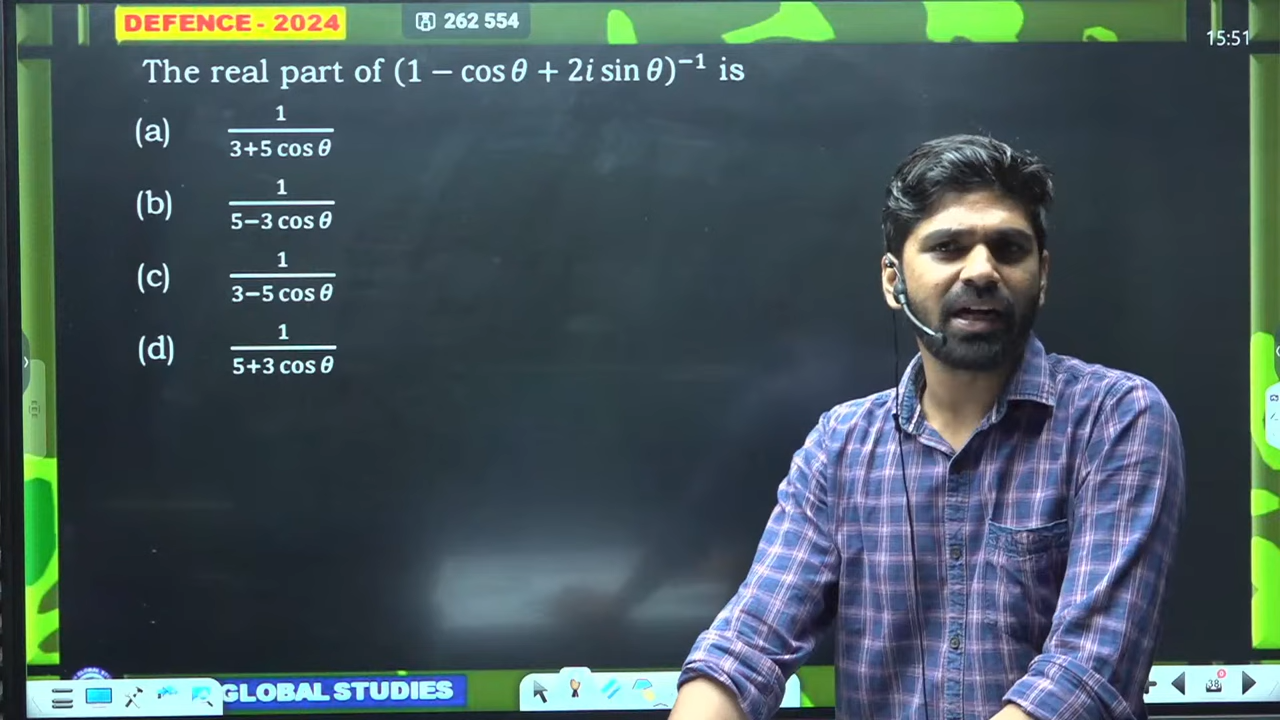 DEFENCE - 2024
262 554
15:51
The real part of (1 − cos θ + 2i sin θ)⁻¹ is
(a) 1/(3+5 cos θ)
(b) 1/(5−3 cos θ)
(c) 1/(3−5 cos θ)
(d) 1/(5+3 cos θ)
GLOBAL STUDIES
38